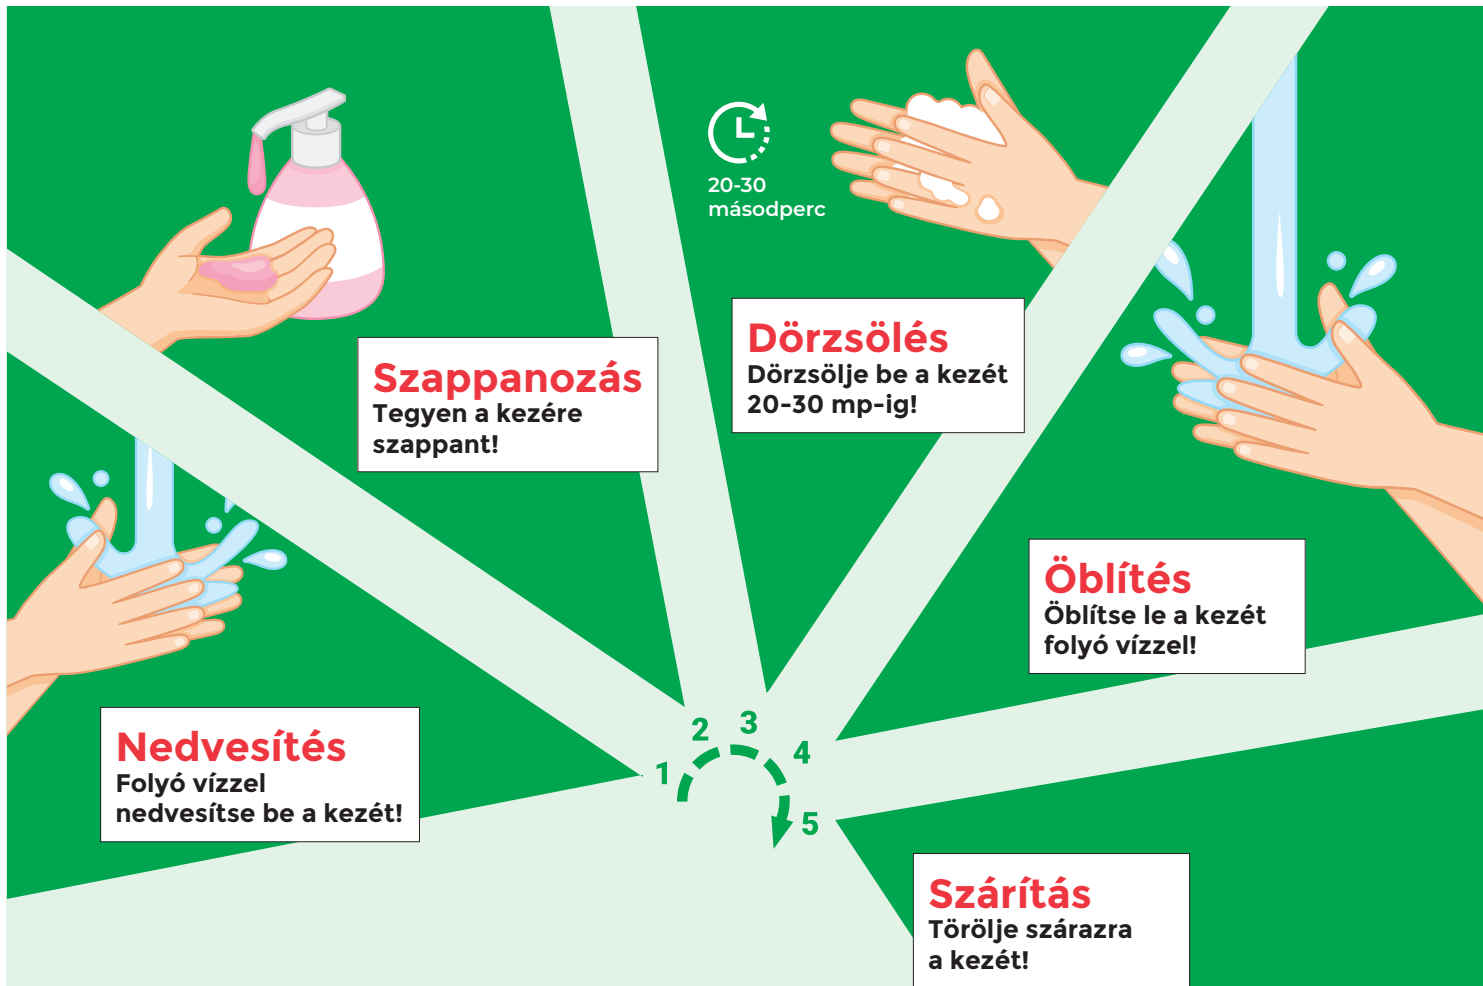 Nedvesítés
Folyó vízzel
nedvesítse be a kezét!
Szappanozás
Tegyen a kezére
szappant!
20-30
másodperc
Dörzsölés
Dörzsölje be a kezét
20-30 mp-ig!
Öblítés
Öblítse le a kezét
folyó vízzel!
Szárítás
Törölje szárazra
a kezét!
1
2
3
4
5